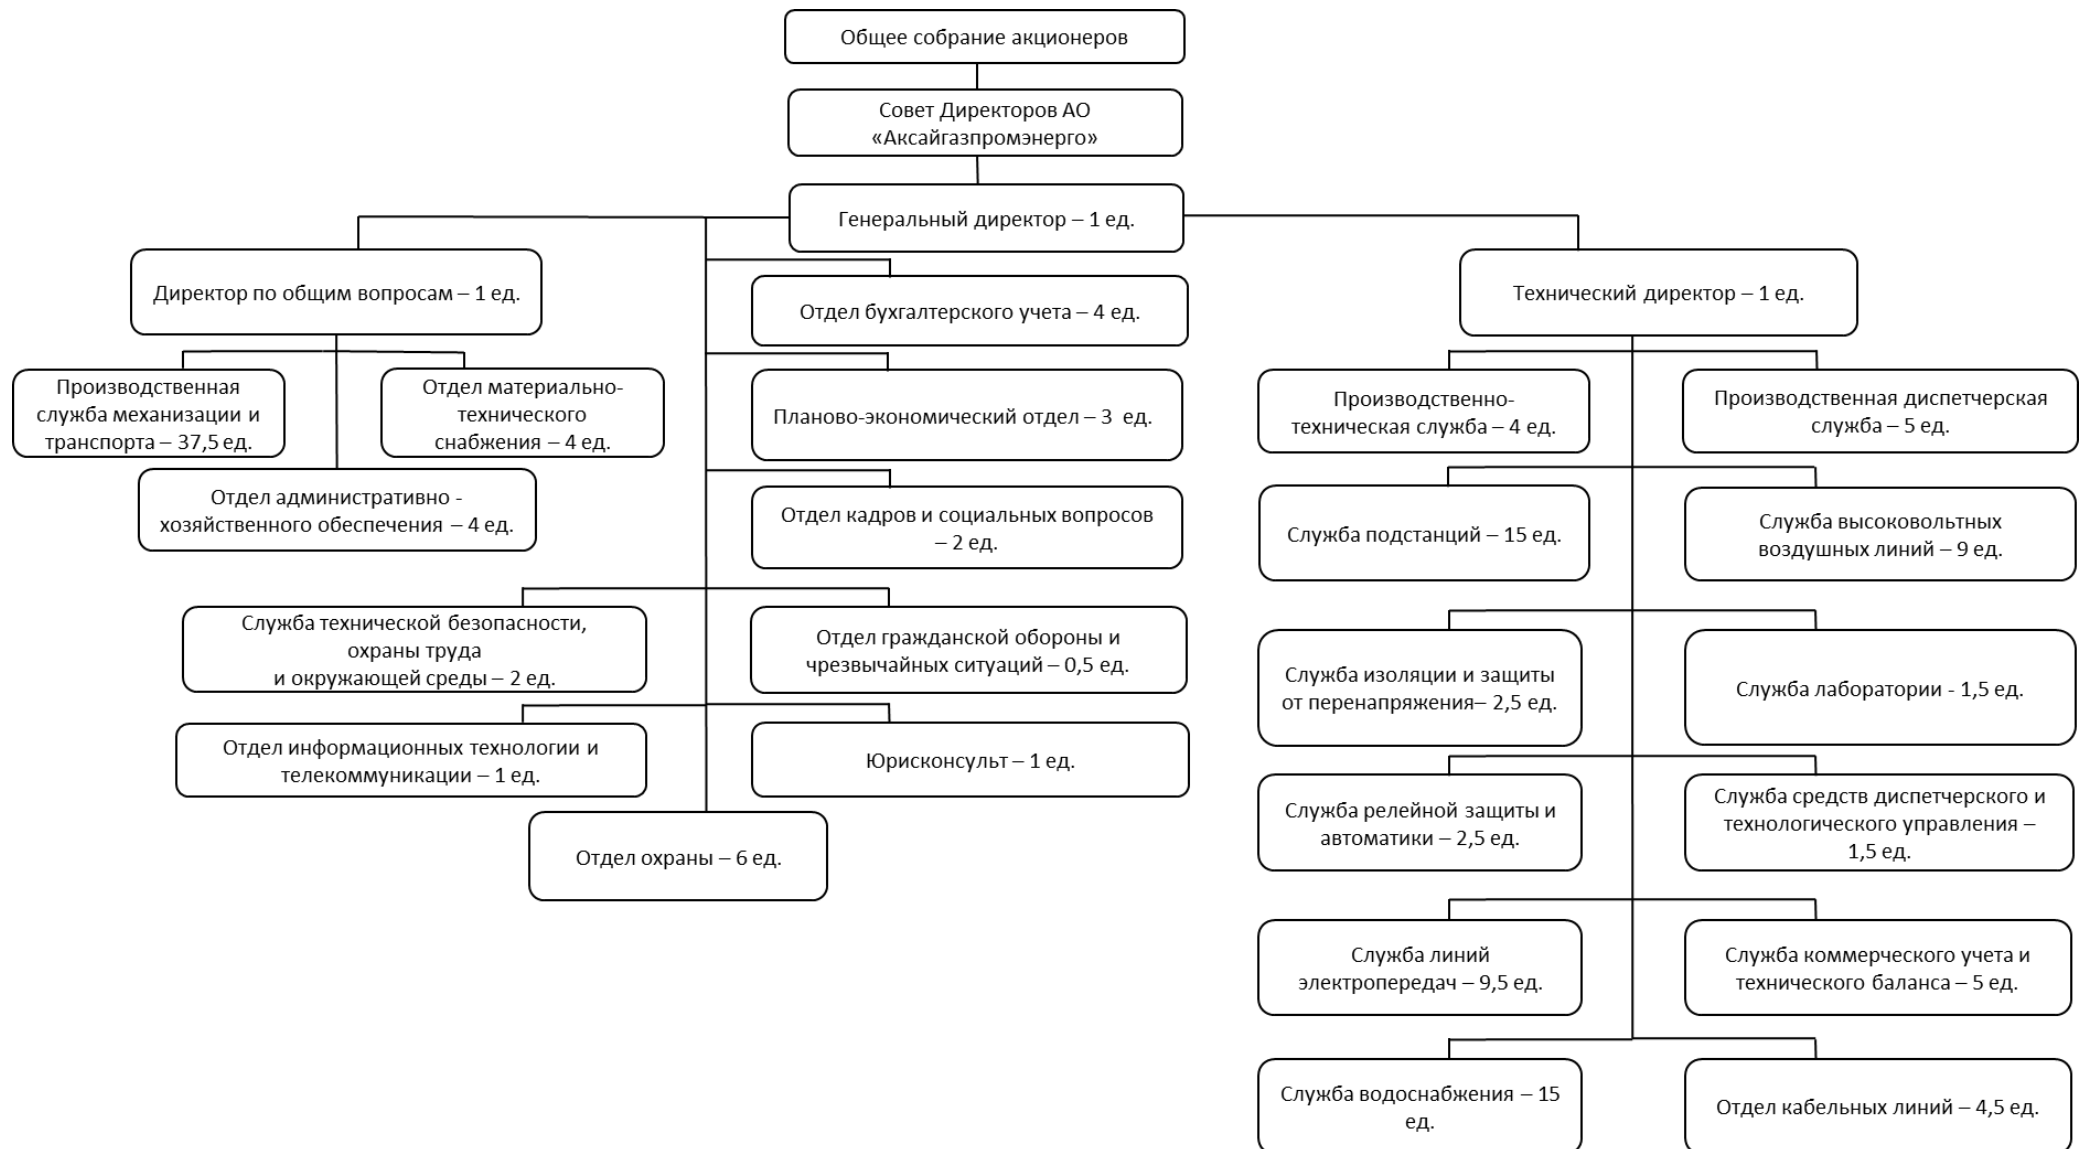 Общее собрание акционеров
Совет Директоров АО
«Аксайгазпромэнерго»
Генеральный директор – 1 ед.
Директор по общим вопросам – 1 ед.
Производственная
служба механизации и
транспорта – 37,5 ед.
Отдел материально-
технического
снабжения – 4 ед.
Отдел административно -
хозяйственного обеспечения – 4 ед.
Отдел бухгалтерского учета – 4 ед.
Планово-экономический отдел – 3 ед.
Отдел кадров и социальных вопросов
– 2 ед.
Служба технической безопасности,
охраны труда
и окружающей среды – 2 ед.
Отдел гражданской обороны и
чрезвычайных ситуаций – 0,5 ед.
Отдел информационных технологии и
телекоммуникации – 1 ед.
Юрисконсульт – 1 ед.
Отдел охраны – 6 ед.
Технический директор – 1 ед.
Производственно-
техническая служба – 4 ед.
Производственная диспетчерская
служба – 5 ед.
Служба подстанций – 15 ед.
Служба высоковольтных
воздушных линий – 9 ед.
Служба изоляции и защиты
от перенапряжения– 2,5 ед.
Служба лаборатории - 1,5 ед.
Служба релейной защиты и
автоматики – 2,5 ед.
Служба средств диспетчерского и
технологического управления –
1,5 ед.
Служба линий
электропередач – 9,5 ед.
Служба коммерческого учета и
технического баланса – 5 ед.
Служба водоснабжения – 15
ед.
Отдел кабельных линий – 4,5 ед.